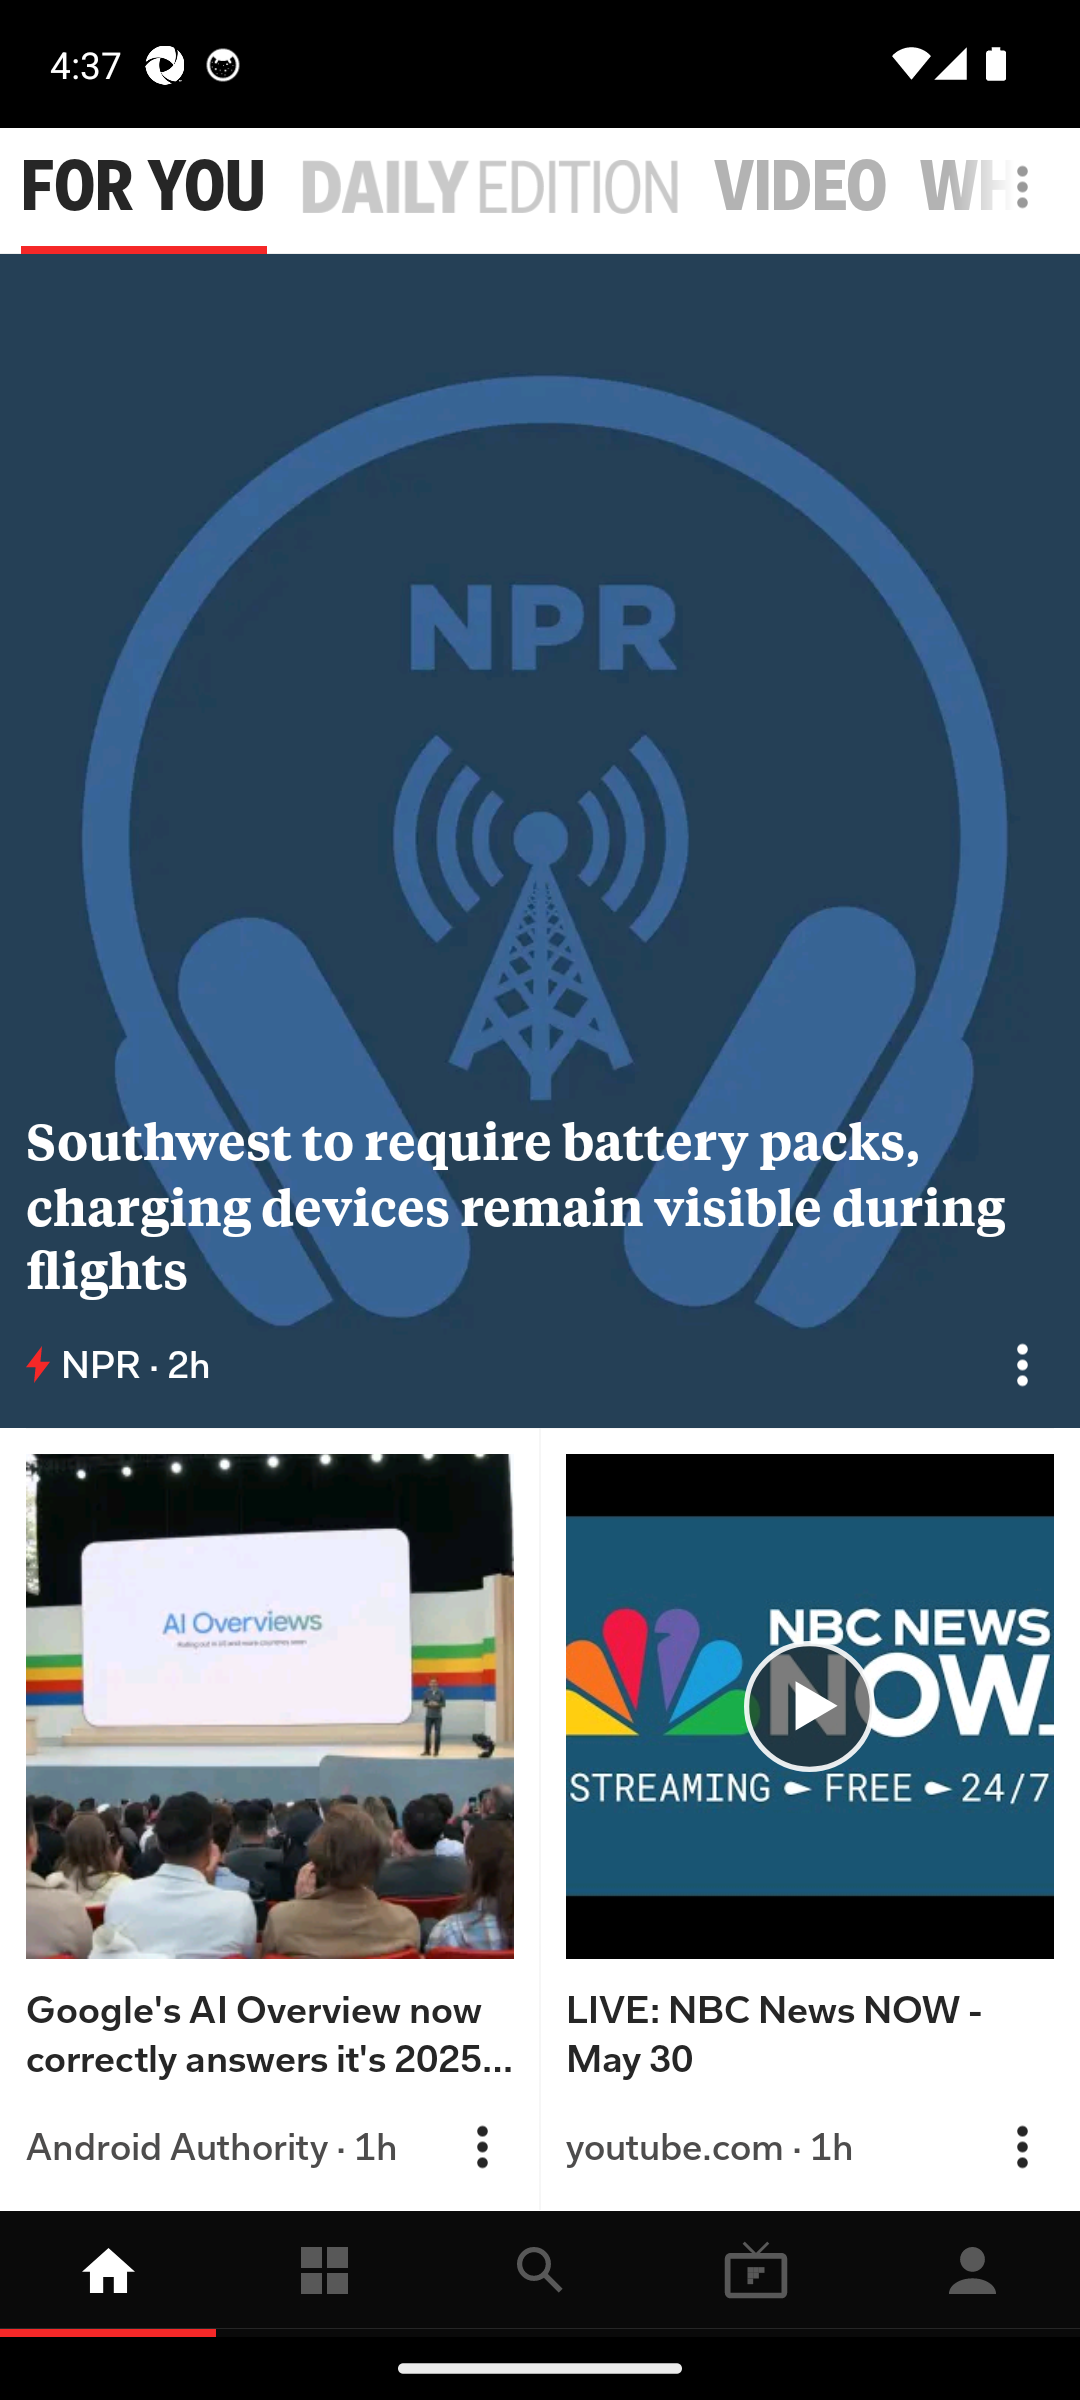 4:37
FOR YOU DAILY EDITION VIDEO WH
NPR
Southwest to require battery packs,
charging devices remain visible during
flights
NPR · 2h
AI Overviews
NBC NEWS
NOW.
STREAMING FREE 24/7
Google's AI Overview now
correctly answers it's 2025...
LIVE: NBC News NOW -
May 30
Android Authority · 1h
youtube.com · 1h